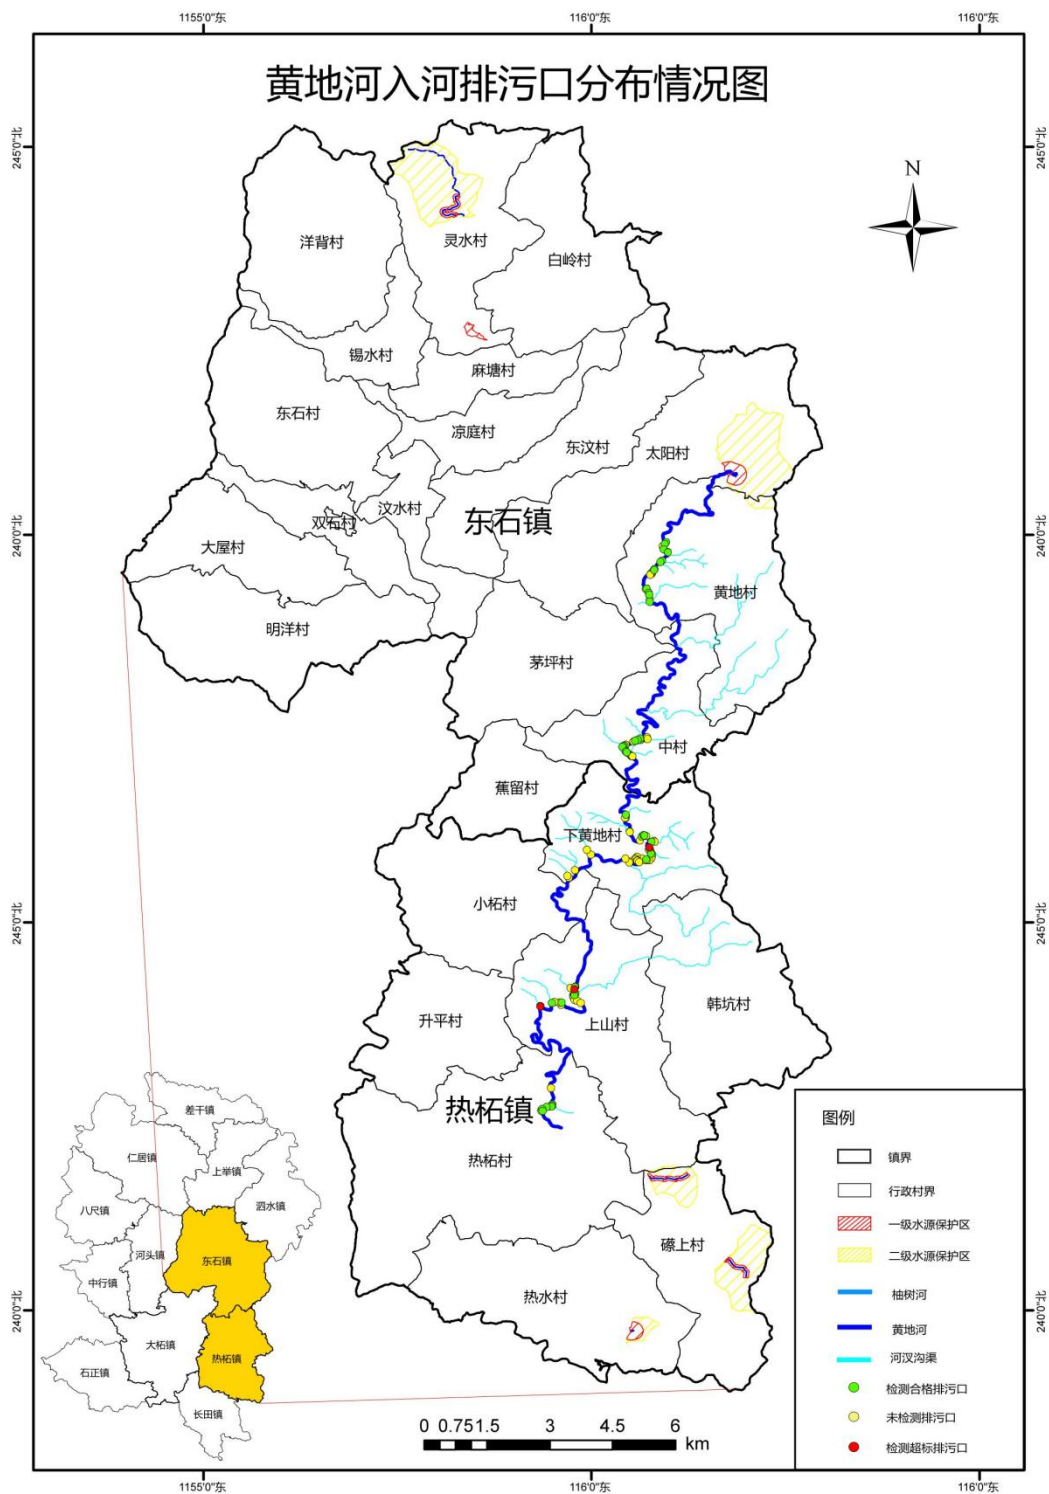 1155'0"东
116'0"东
116'0"东
黄地河入河排污口分布情况图
245'0"北
245'0"北
N
洋背村
灵水村
白岭村
锡水村
麻塘村
东石村
凉庭村
东汶村
太阳村
汶水村
双石村
东石镇
240'0"北
240'0"北
大屋村
黄地村
明洋村
茅坪村
中村
蕉留村
下黄地村
小柘村
245'0"北
245'0"北
韩坑村
升平村
上山村
热柘镇
热柘村
礤上村
热水村
差干镇
仁居镇
上举镇
八尺镇
泗水镇
河头镇
东石镇
中行镇
大柘镇
热柘镇
石正镇
长田镇
240'0"北
240'0"北
图例
镇界
行政村界
一级水源保护区
二级水源保护区
柚树河
黄地河
河汊沟渠
检测合格排污口
未检测排污口
检测超标排污口
0 0.75 1.5 3 4.5 6
km
1155'0"东
116'0"东
116'0"东